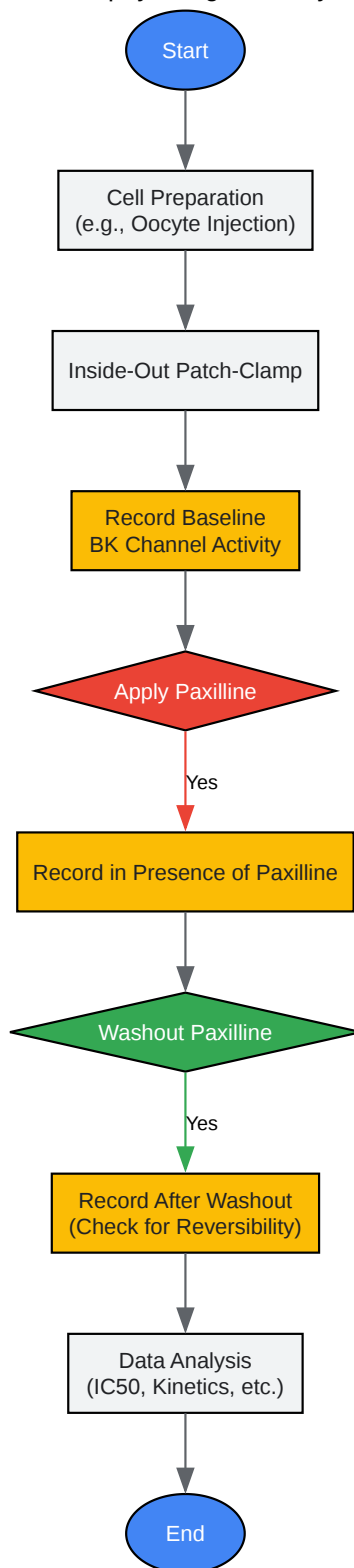 Start
Cell Preparation
(e.g., Oocyte Injection)
Inside-Out Patch-Clamp
Record Baseline
BK Channel Activity
Apply Paxilline
Yes
Record in Presence of Paxilline
Washout Paxilline
Yes
Record After Washout
(Check for Reversibility)
Data Analysis
(IC50, Kinetics, etc.)
End